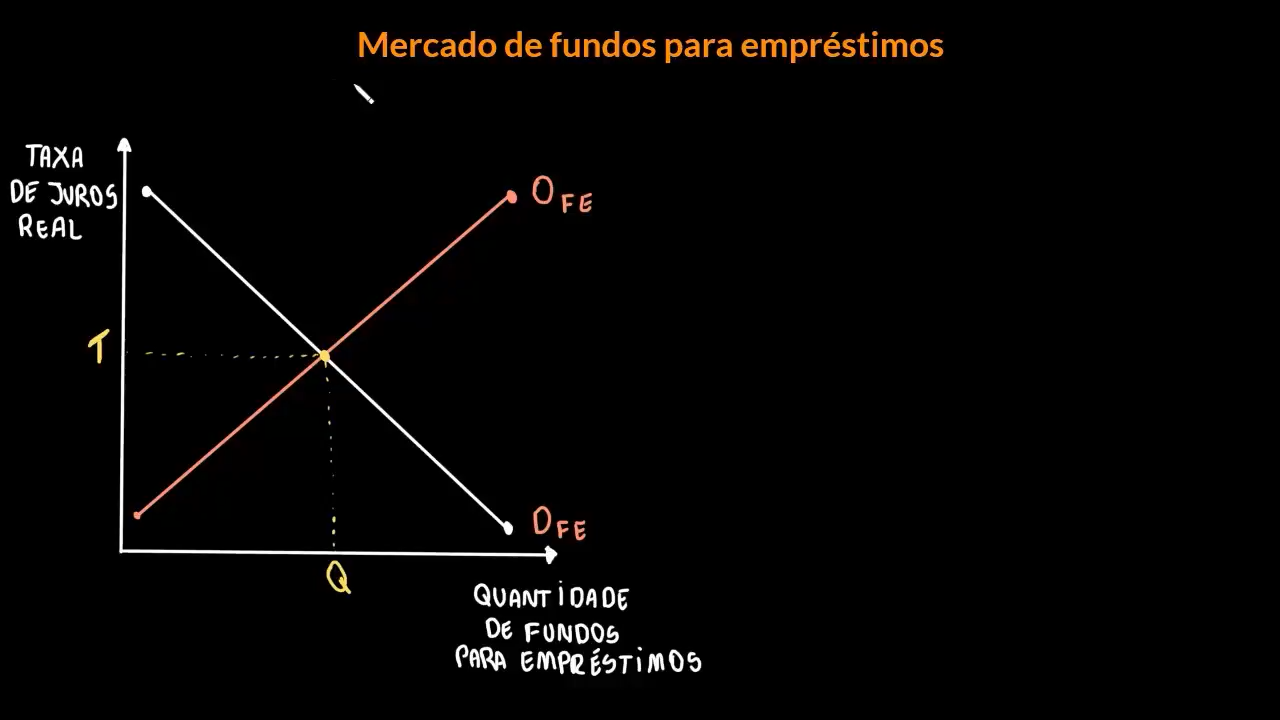 Mercado de fundos para empréstimos
TAXA
DE JUROS
REAL
O FE
T
D FE
Q
QUANTIDADE
DE FUNDOS
PARA EMPRÉSTIMOS